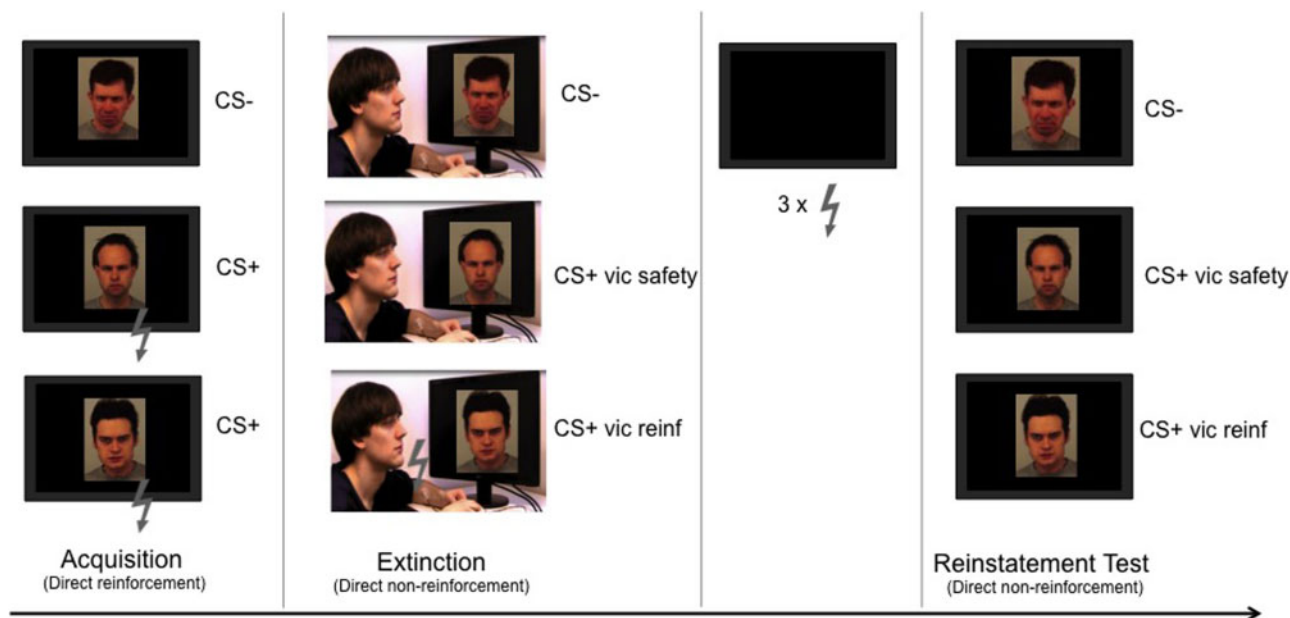 CS-
CS+
CS+
Acquisition
(Direct reinforcement)
CS-
CS+ vic safety
CS+ vic reinf
Extinction
(Direct non-reinforcement)
3 x
CS-
CS+ vic safety
CS+ vic reinf
Reinstatement Test
(Direct non-reinforcement)